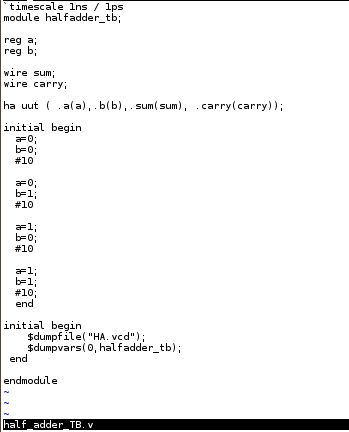 `timescale 1ns / 1ps
module halfadder_tb;
reg a;
reg b;
wire sum;
wire carry;
ha uut ( .a(a),.b(b),.sum(sum), .carry(carry));
initial begin
a=0;
b=0;
#10
a=0;
b=1;
#10
a=1;
b=0;
#10
a=1;
b=1;
#10;
end
initial begin
$dumpfile("HA.vcd");
$dumpvars(0,halfadder_tb);
end
endmodule
~
~
~
half_adder_TB.v